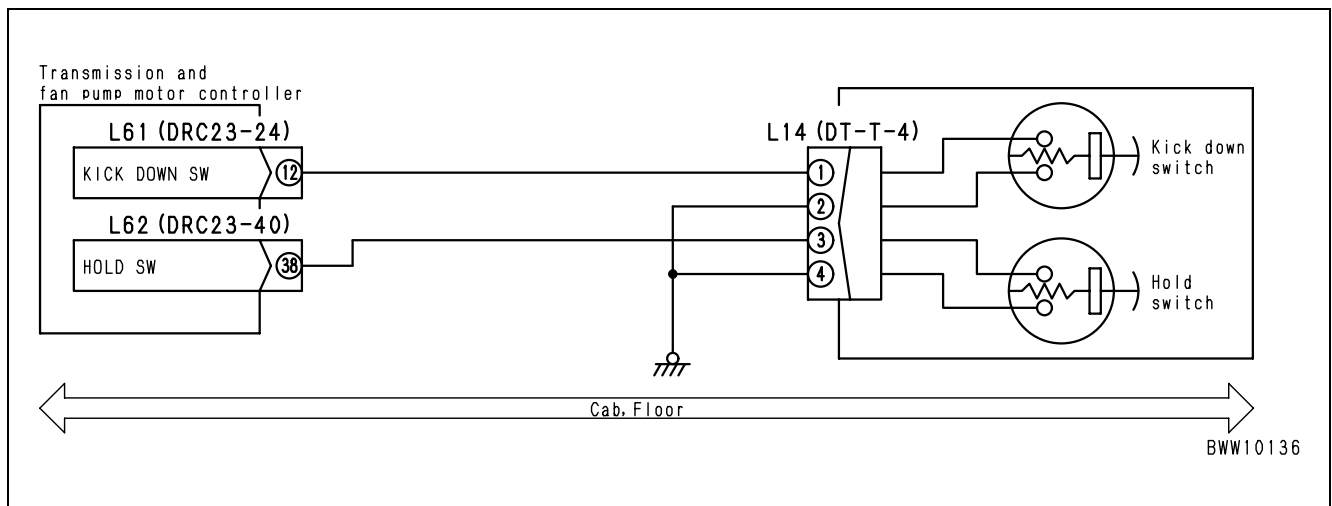 Transmission and
fan pump motor controller
L61 (DRC23-24)
KICK DOWN SW
12
L62 (DRC23-40)
HOLD SW
38
L14 (DT-T-4)
1
2
3
4
Kick down
switch
Hold
switch
Cab, Floor
BWW10136